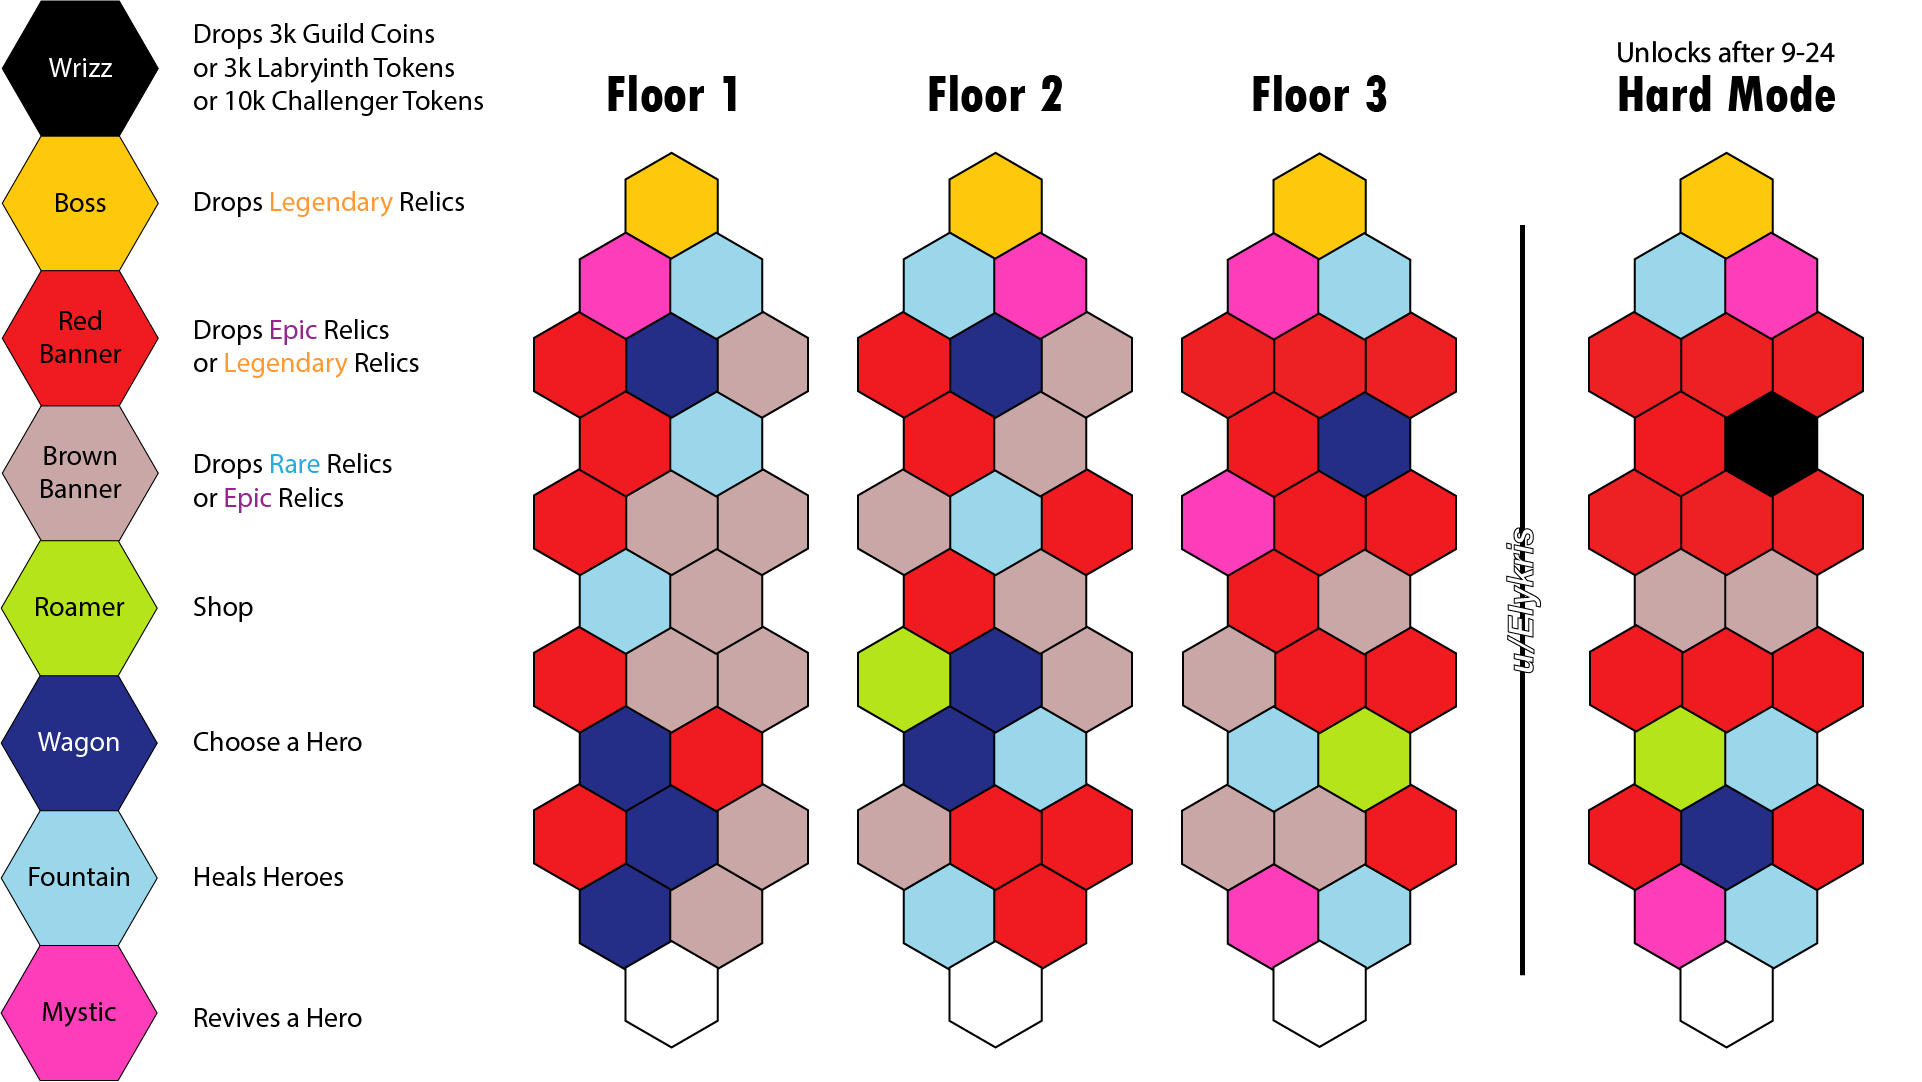 Wrizz
Drops 3k Guild Coins
or 3k Labryinth Tokens
or 10k Challenger Tokens
Boss
Drops Legendary Relics
Red
Banner
Drops Epic Relics
or Legendary Relics
Brown
Banner
Drops Rare Relics
or Epic Relics
Roamer
Shop
Wagon
Choose a Hero
Fountain
Heals Heroes
Mystic
Revives a Hero
Floor 1
Floor 2
Floor 3
u/Elykris
Unlocks after 9-24
Hard Mode